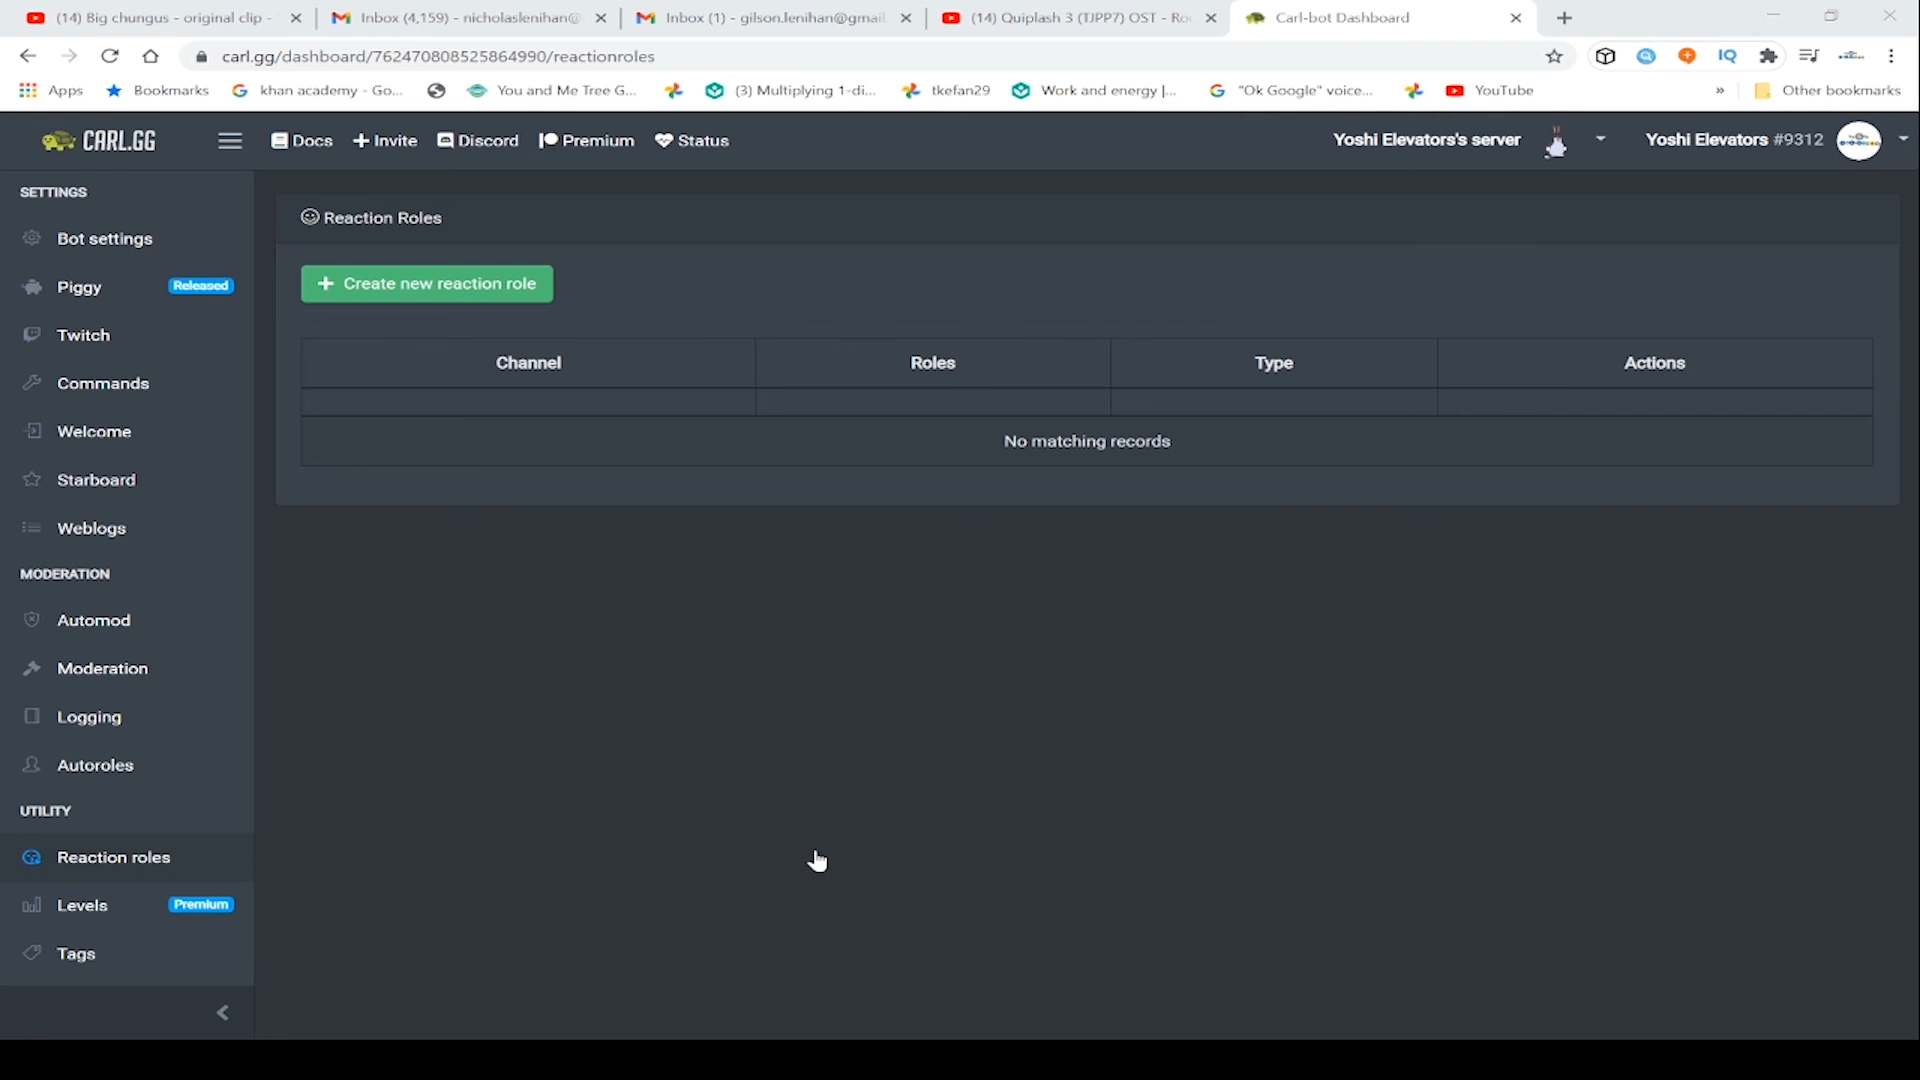 (14) Big chungus - original clip -
Inbox (4,159) - nicholaslenihan@
Inbox (1) - gilson.lenihan@gmail
(14) Quiplash 3 (TJPP7) OST - Ro
Carl-bot Dashboard
carl.gg/dashboard/762470808525864990/reactionroles
IQ
Apps
Bookmarks
khan academy - Go...
You and Me Tree G...
(3) Multiplying 1-di...
tkefan29
Work and energy |...
"Ok Google" voice...
YouTube
»
Other bookmarks
CARL.GG
Docs
Invite
Discord
Premium
Status
Yoshi Elevators's server
Yoshi Elevators #9312
SETTINGS
Bot settings
Piggy
Released
Twitch
Commands
Welcome
Starboard
Weblogs
MODERATION
Automod
Moderation
Logging
Autoroles
UTILITY
Reaction roles
Levels
Premium
Tags
Reaction Roles
+ Create new reaction role
Channel
Roles
Type
Actions
No matching records